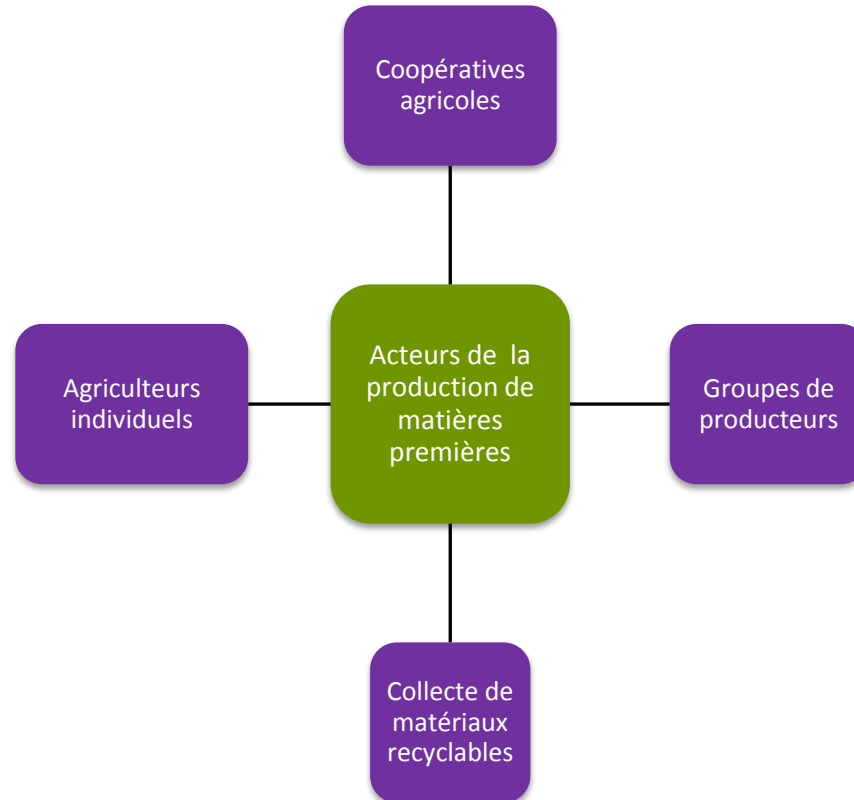 Coopératives
agricoles
Agriculteurs
individuels
Acteurs de  la
production de
matières
premières
Groupes de
producteurs
Collecte de
matériaux
recyclables